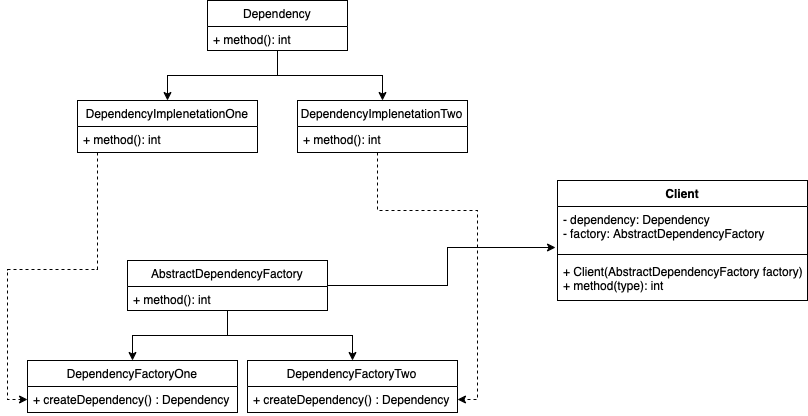 Dependency
+ method(): int
DependencyImplenetationOne
+ method(): int
DependencyImplenetationTwo
+ method(): int
Client
- dependency: Dependency
- factory: AbstractDependencyFactory
+ Client(AbstractDependencyFactory factory)
+ method(type): int
AbstractDependencyFactory
+ method(): int
DependencyFactoryOne
+ createDependency() : Dependency
DependencyFactoryTwo
+ createDependency() : Dependency